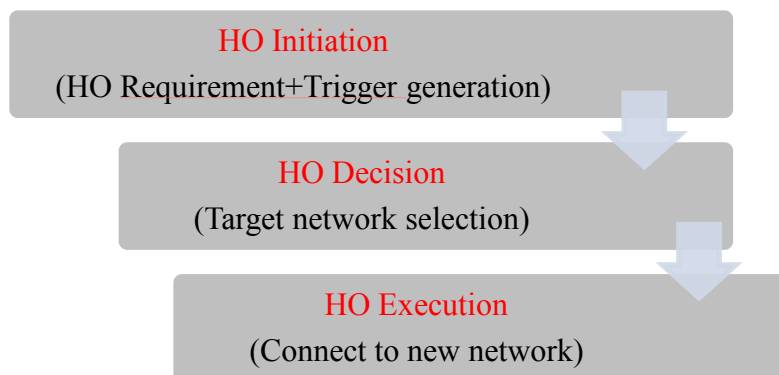 HO Initiation
(HO Requirement+Trigger generation)
HO Decision
(Target network selection)
HO Execution
(Connect to new network)